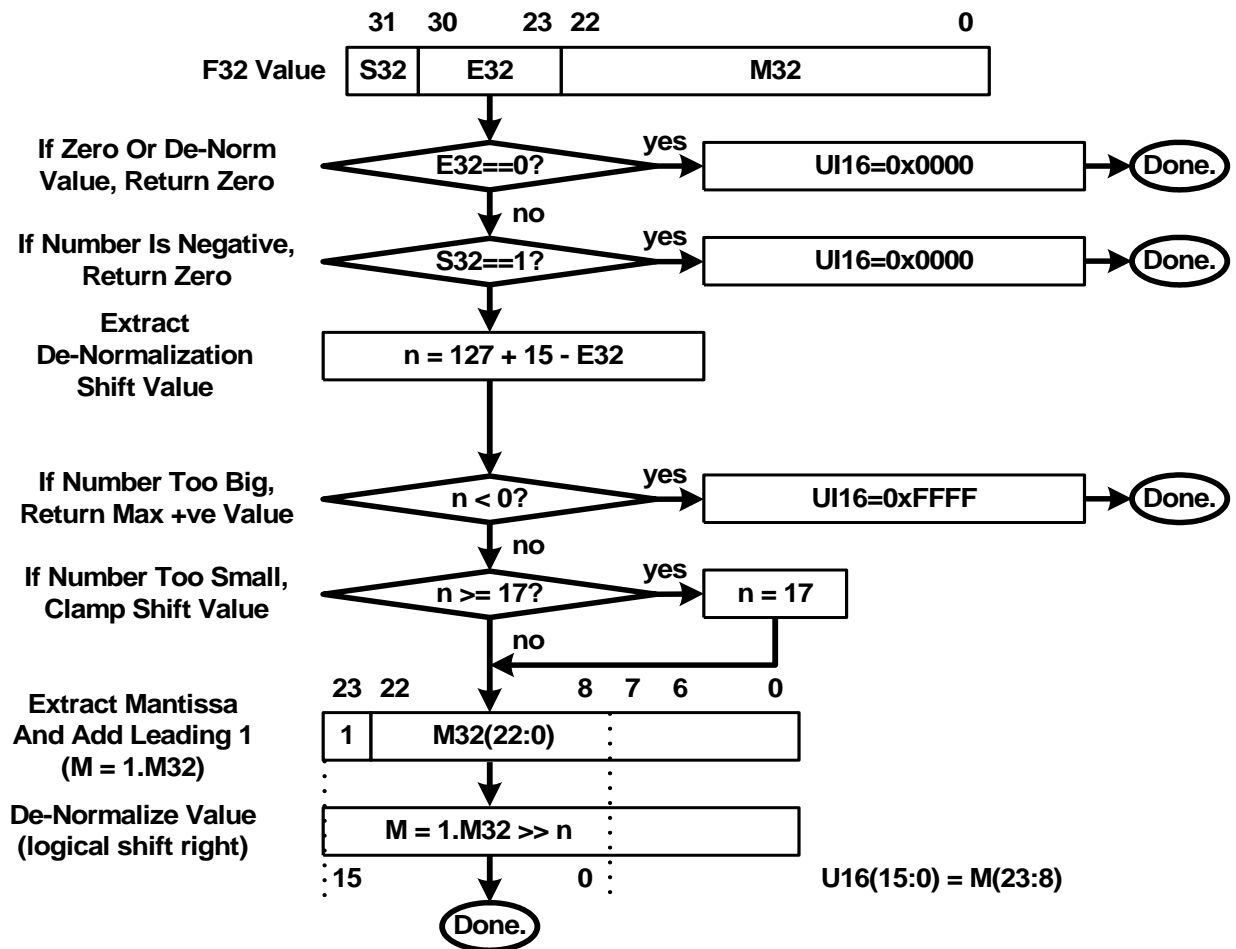 31 30 23 22 0
F32 Value S32 E32 M32
If Zero Or De-Norm
Value, Return Zero
E32==0?
yes
UI16=0x0000
Done.
no
If Number Is Negative,
Return Zero
S32==1?
yes
UI16=0x0000
Done.
Extract
De-Normalization
Shift Value
n = 127 + 15 - E32
If Number Too Big,
Return Max +ve Value
n < 0?
yes
UI16=0xFFFF
Done.
no
If Number Too Small,
Clamp Shift Value
n >= 17?
yes
n = 17
no
23 22 8 7 6 0
Extract Mantissa
And Add Leading 1
(M = 1.M32)
1 M32(22:0)
De-Normalize Value
(logical shift right)
M = 1.M32 >> n
15 0 U16(15:0) = M(23:8)
Done.